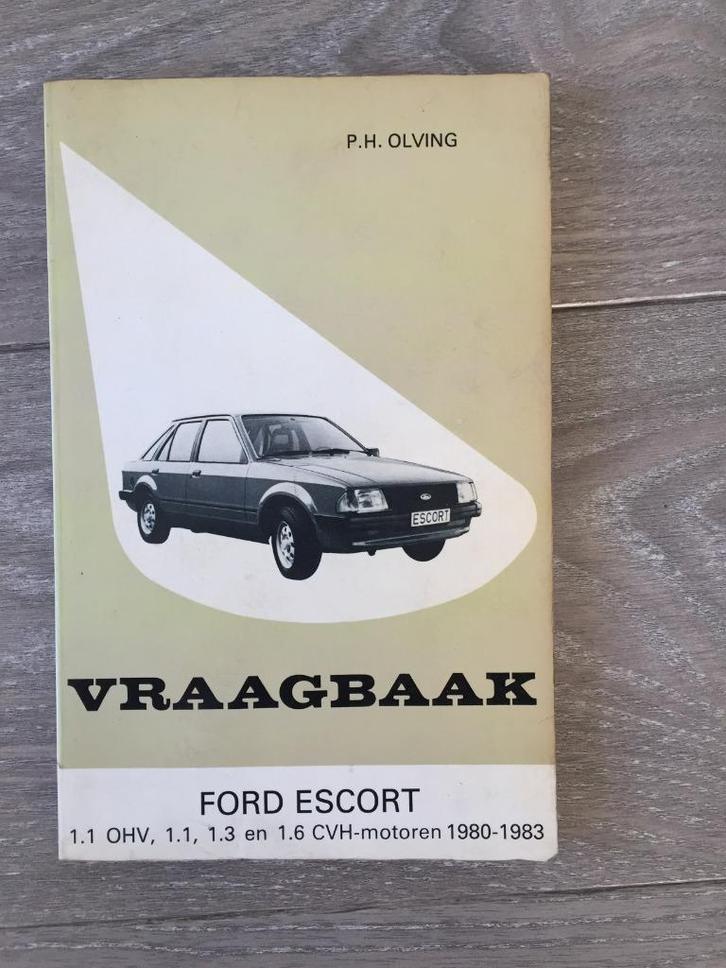 P.H. OLVING
ESCORT
VRAAGBAAK
FORD ESCORT
1.1 OHV, 1.1, 1.3 en 1.6 CVH-motoren 1980-1983